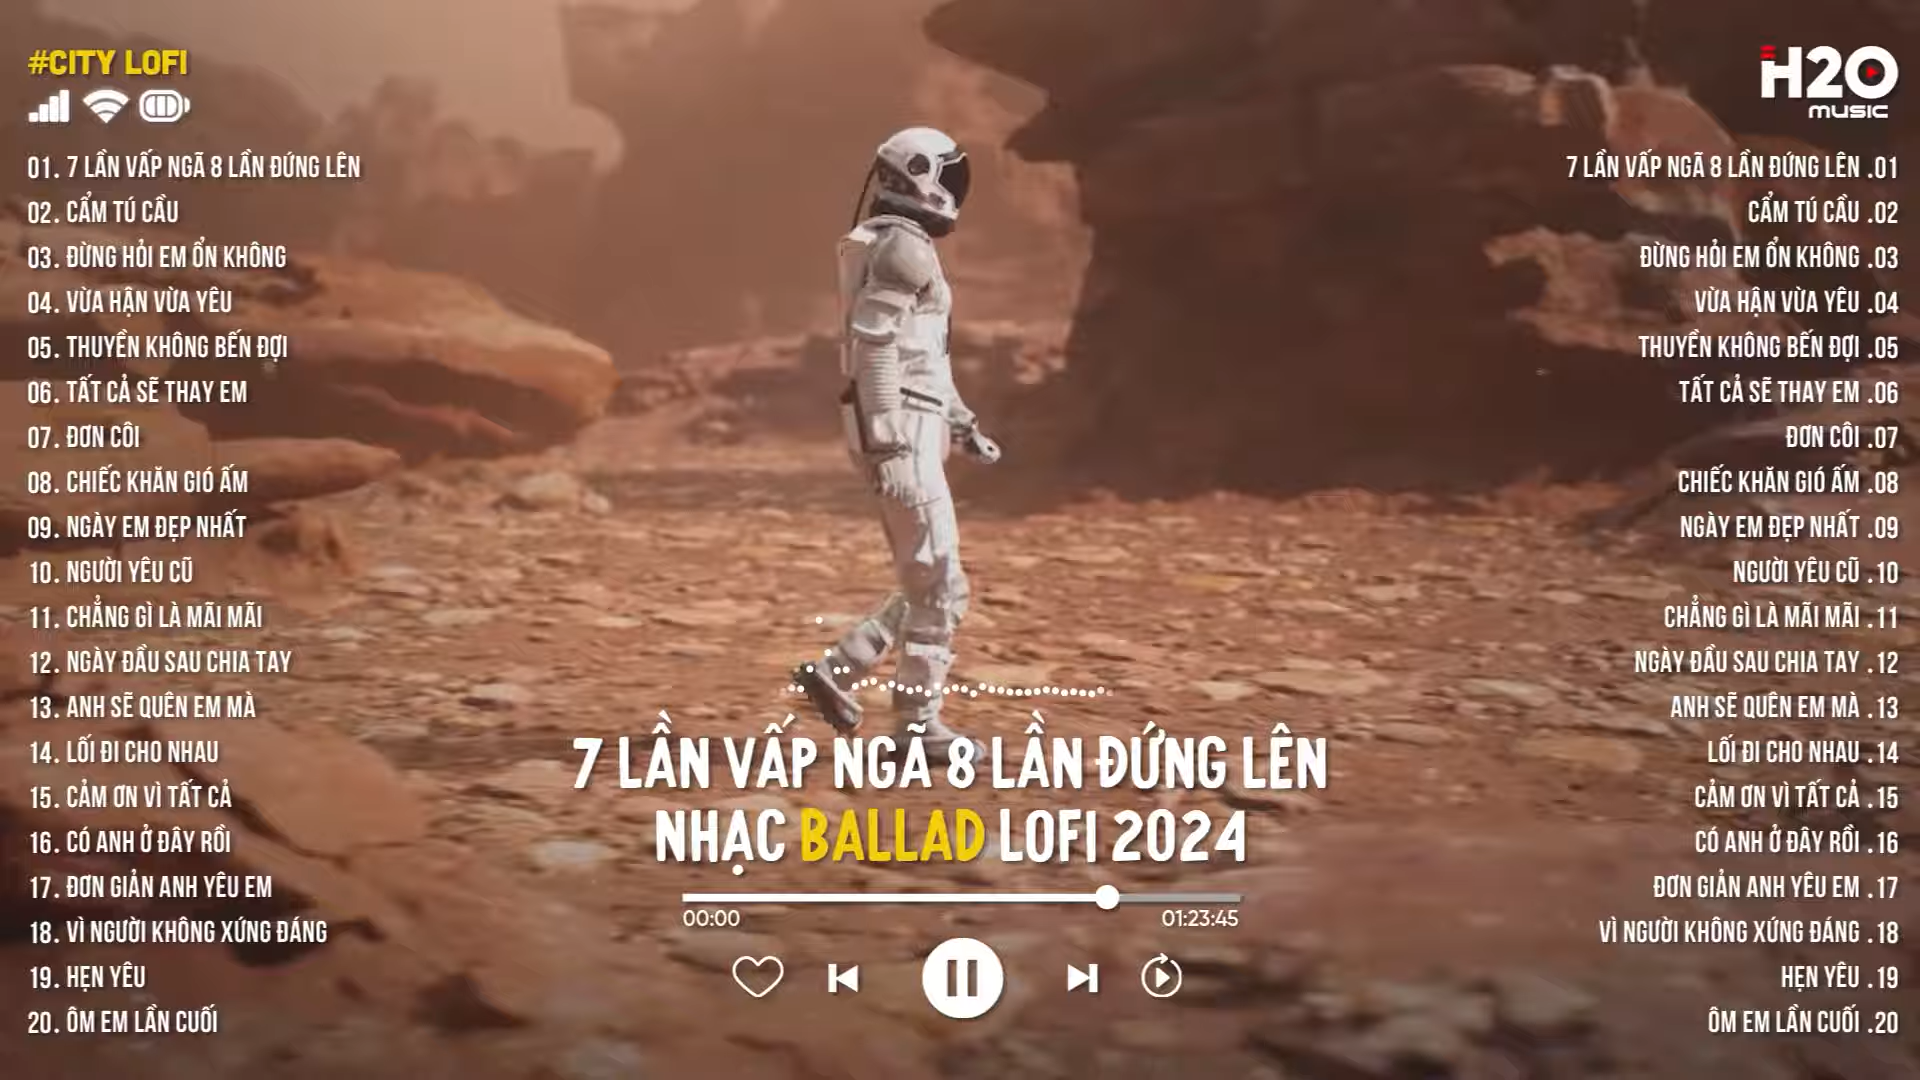 #CITY LOFI
H2O
MUSIC
01. 7 LẦN VẤP NGÃ 8 LẦN ĐỨNG LÊN
02. CẨM TÚ CẦU
03. ĐỪNG HỎI EM ỔN KHÔNG
04. VỪA HẬN VỪA YÊU
05. THUYỀN KHÔNG BẾN ĐỢI
06. TẤT CẢ SẼ THAY EM
07. ĐƠN CÔI
08. CHIẾC KHĂN GIÓ ẤM
09. NGÀY EM ĐẸP NHẤT
10. NGƯỜI YÊU CŨ
11. CHẲNG GÌ LÀ MÃI MÃI
12. NGÀY ĐẦU SAU CHIA TAY
13. ANH SẼ QUÊN EM MÀ
14. LỐI ĐI CHO NHAU
15. CẢM ƠN VÌ TẤT CẢ
16. CÓ ANH Ở ĐÂY RỒI
17. ĐƠN GIẢN ANH YÊU EM
18. VÌ NGƯỜI KHÔNG XỨNG ĐÁNG
19. HẸN YÊU
20. ÔM EM LẦN CUỐI
7 LẦN VẤP NGÃ 8 LẦN ĐỨNG LÊN
NHẠC BALLAD LOFI 2024
00:00
01:23:45
7 LẦN VẤP NGÃ 8 LẦN ĐỨNG LÊN .01
CẨM TÚ CẦU .02
ĐỪNG HỎI EM ỔN KHÔNG .03
VỪA HẬN VỪA YÊU .04
THUYỀN KHÔNG BẾN ĐỢI .05
TẤT CẢ SẼ THAY EM .06
ĐƠN CÔI .07
CHIẾC KHĂN GIÓ ẤM .08
NGÀY EM ĐẸP NHẤT .09
NGƯỜI YÊU CŨ .10
CHẲNG GÌ LÀ MÃI MÃI .11
NGÀY ĐẦU SAU CHIA TAY .12
ANH SẼ QUÊN EM MÀ .13
LỐI ĐI CHO NHAU .14
CẢM ƠN VÌ TẤT CẢ .15
CÓ ANH Ở ĐÂY RỒI .16
ĐƠN GIẢN ANH YÊU EM .17
VÌ NGƯỜI KHÔNG XỨNG ĐÁNG .18
HẸN YÊU .19
ÔM EM LẦN CUỐI .20